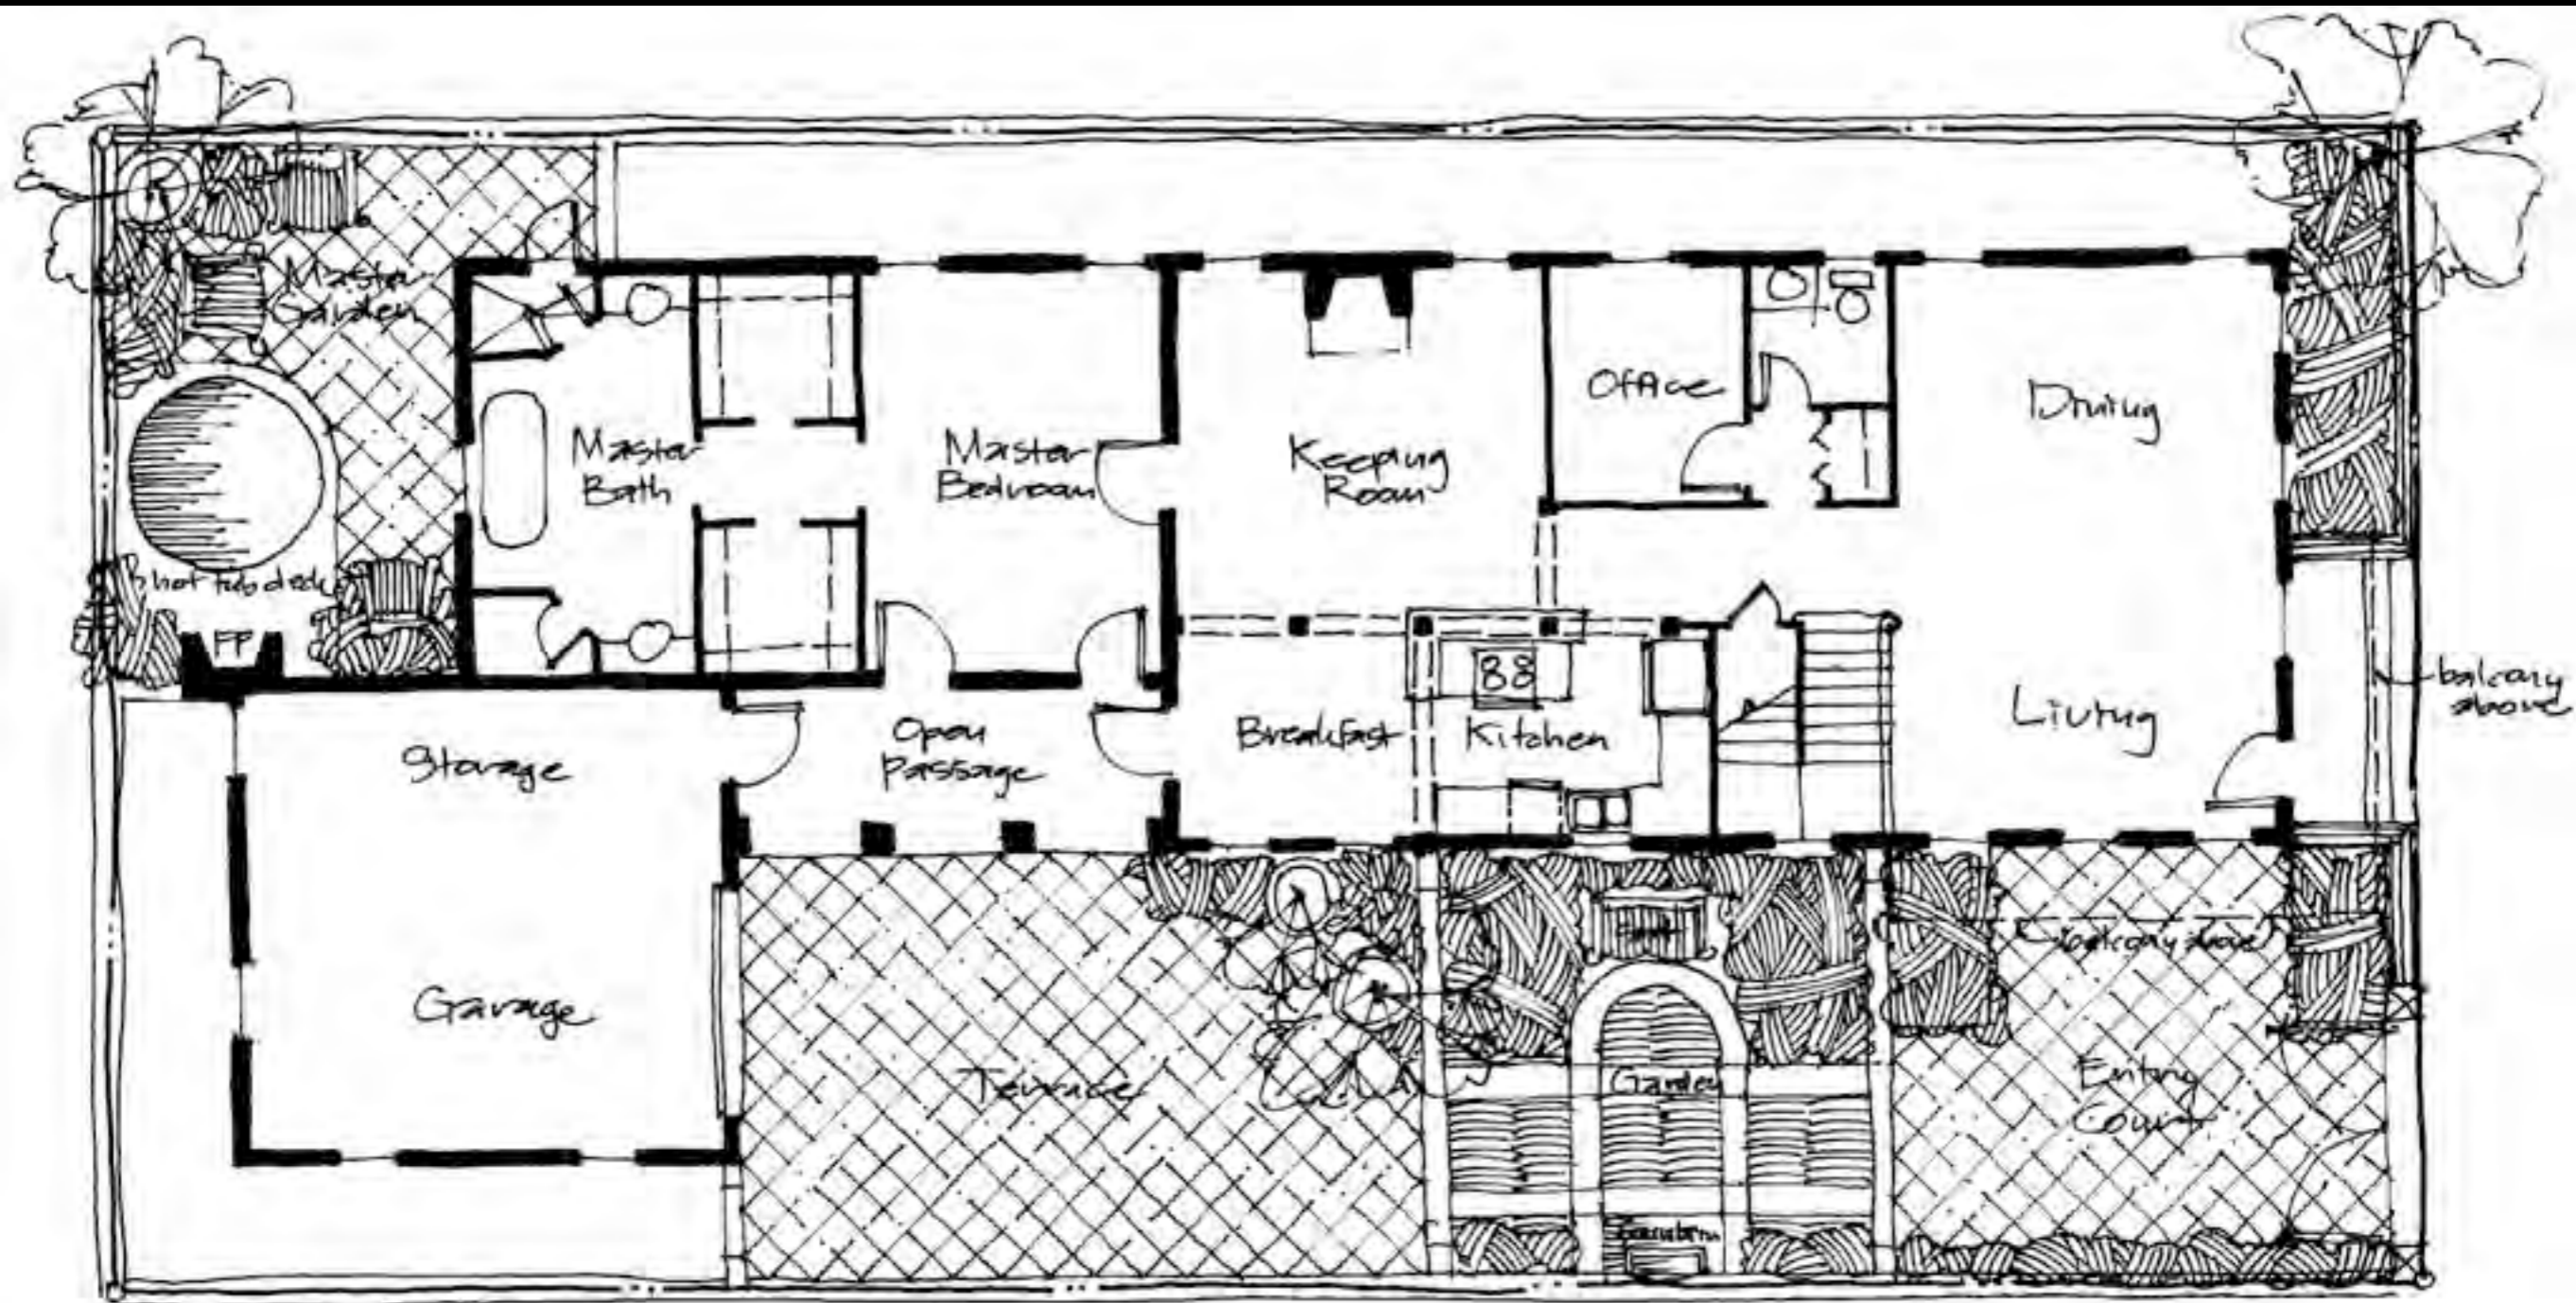 Master
Garden
hot tub deck
FP
Master
Bath
Master
Bedroom
Keeping
Room
Office
Dining
Living
balcony
above
Storage
Open
Passage
Breakfast
Kitchen
Garage
Terrace
Garden
balcony above
Entry
Court